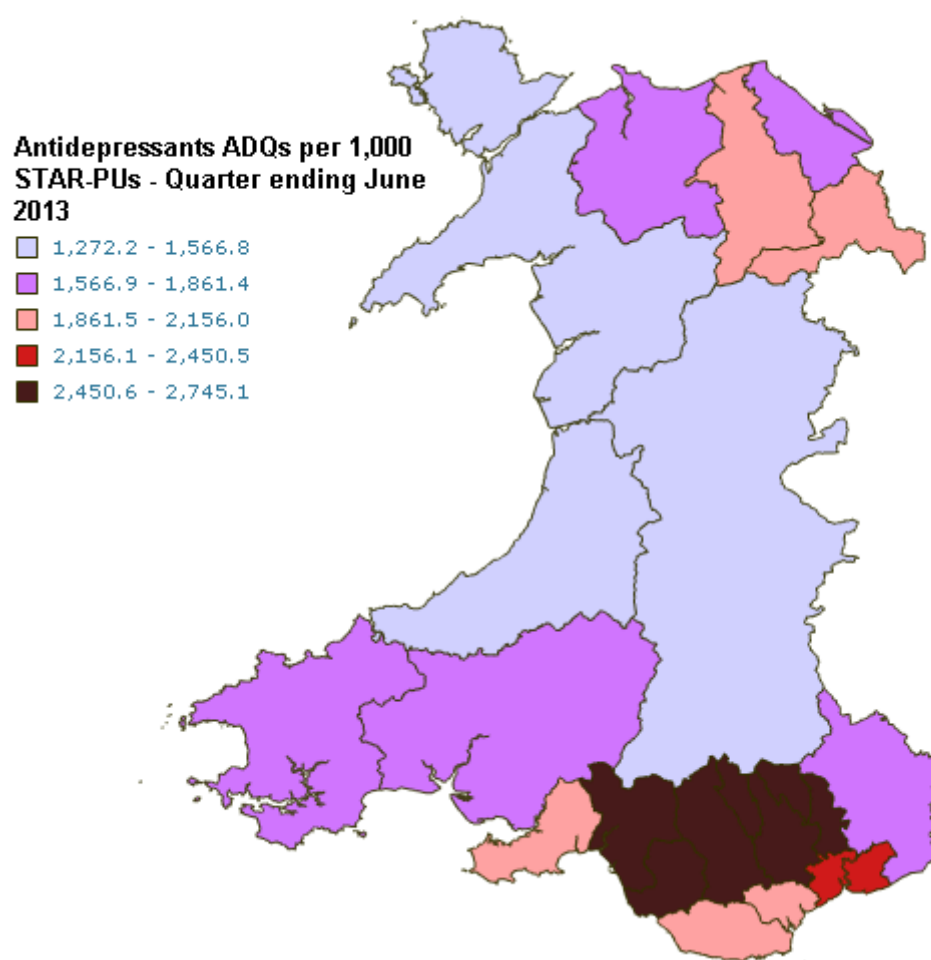 Antidepressants ADQs per 1,000
STAR-PUs - Quarter ending June
2013
1,272.2 - 1,566.8
1,566.9 - 1,861.4
1,861.5 - 2,156.0
2,156.1 - 2,450.5
2,450.6 - 2,745.1